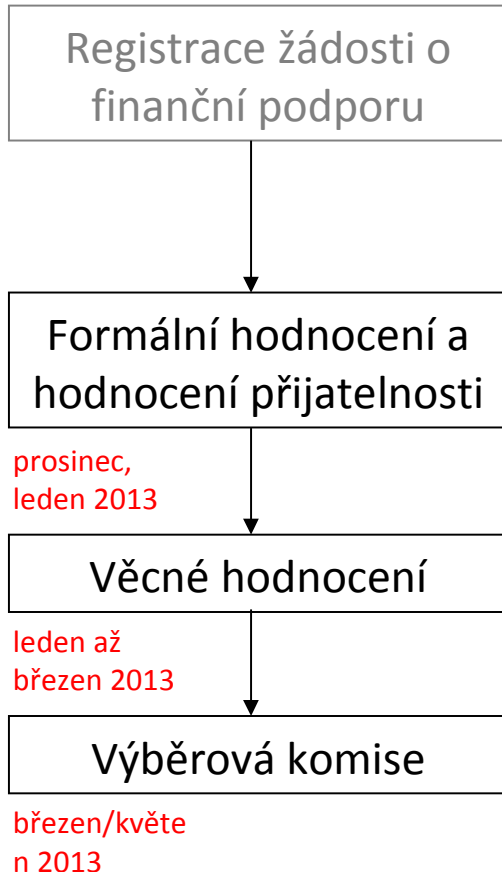 Registrace žádosti o
finanční podporu
Formální hodnocení a
hodnocení přijatelnosti
prosinec,
leden 2013
Věcné hodnocení
leden až
březen 2013
Výběrová komise
březen/květe
n 2013